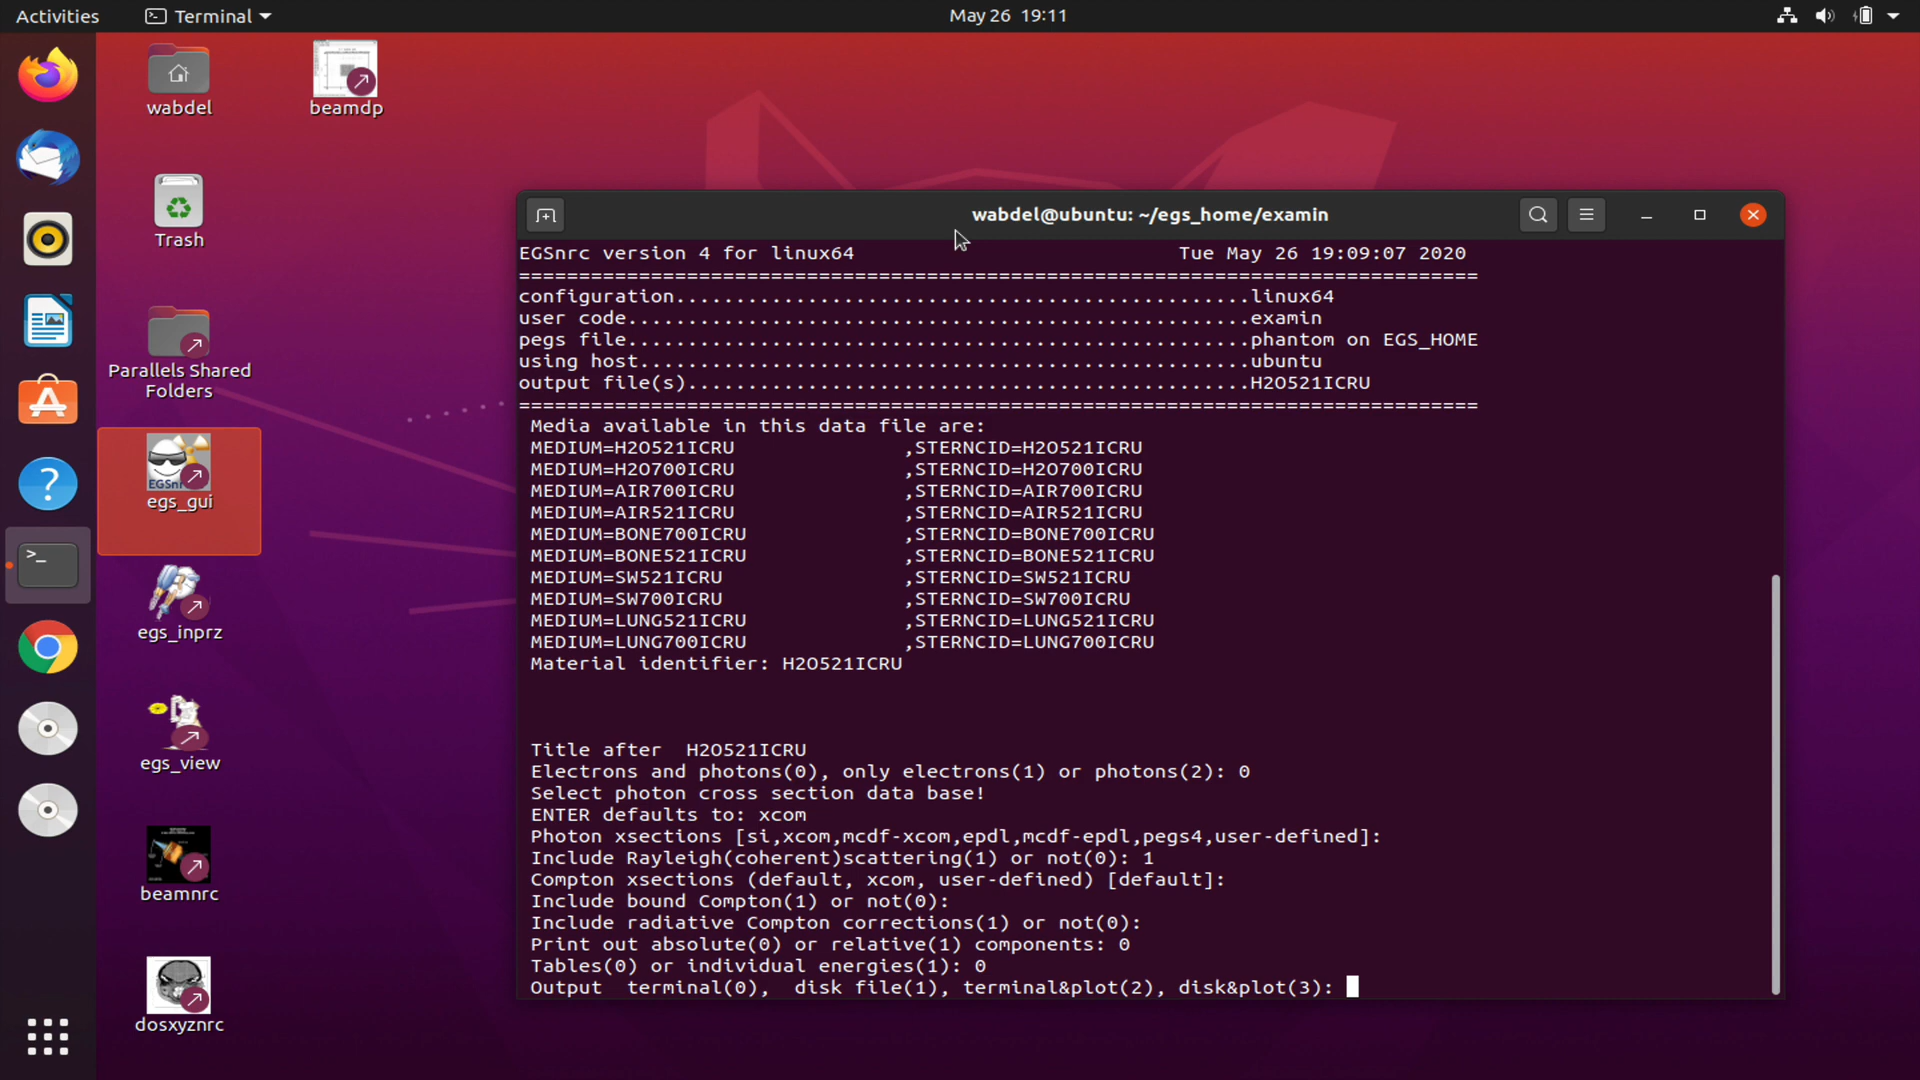 Activities
Terminal
May 26 19:11
wabdel
beamdp
Trash
Parallels Shared
Folders
EGSnr
egs_gui
egs_inprz
egs_view
beamnrc
dosxyznrc
wabdel@ubuntu: ~/egs_home/examin
EGSnrc version 4 for linux64                           Tue May 26 19:09:07 2020
================================================================================
configuration................................................linux64
user code....................................................examin
pegs file....................................................phantom on EGS_HOME
using host...................................................ubuntu
output file(s)...............................................H2O521ICRU
================================================================================
Media available in this data file are:
MEDIUM=H2O521ICRU              ,STERNCID=H2O521ICRU
MEDIUM=H2O700ICRU              ,STERNCID=H2O700ICRU
MEDIUM=AIR700ICRU              ,STERNCID=AIR700ICRU
MEDIUM=AIR521ICRU              ,STERNCID=AIR521ICRU
MEDIUM=BONE700ICRU             ,STERNCID=BONE700ICRU
MEDIUM=BONE521ICRU             ,STERNCID=BONE521ICRU
MEDIUM=SW521ICRU               ,STERNCID=SW521ICRU
MEDIUM=SW700ICRU               ,STERNCID=SW700ICRU
MEDIUM=LUNG521ICRU             ,STERNCID=LUNG521ICRU
MEDIUM=LUNG700ICRU             ,STERNCID=LUNG700ICRU
Material identifier: H2O521ICRU
Title after  H2O521ICRU
Electrons and photons(0), only electrons(1) or photons(2): 0
Select photon cross section data base!
ENTER defaults to: xcom
Photon xsections [si,xcom,mcdf-xcom,epdl,mcdf-epdl,pegs4,user-defined]:
Include Rayleigh(coherent)scattering(1) or not(0): 1
Compton xsections (default, xcom, user-defined) [default]:
Include bound Compton(1) or not(0):
Include radiative Compton corrections(1) or not(0):
Print out absolute(0) or relative(1) components: 0
Tables(0) or individual energies(1): 0
Output  terminal(0),  disk file(1), terminal&plot(2), disk&plot(3):